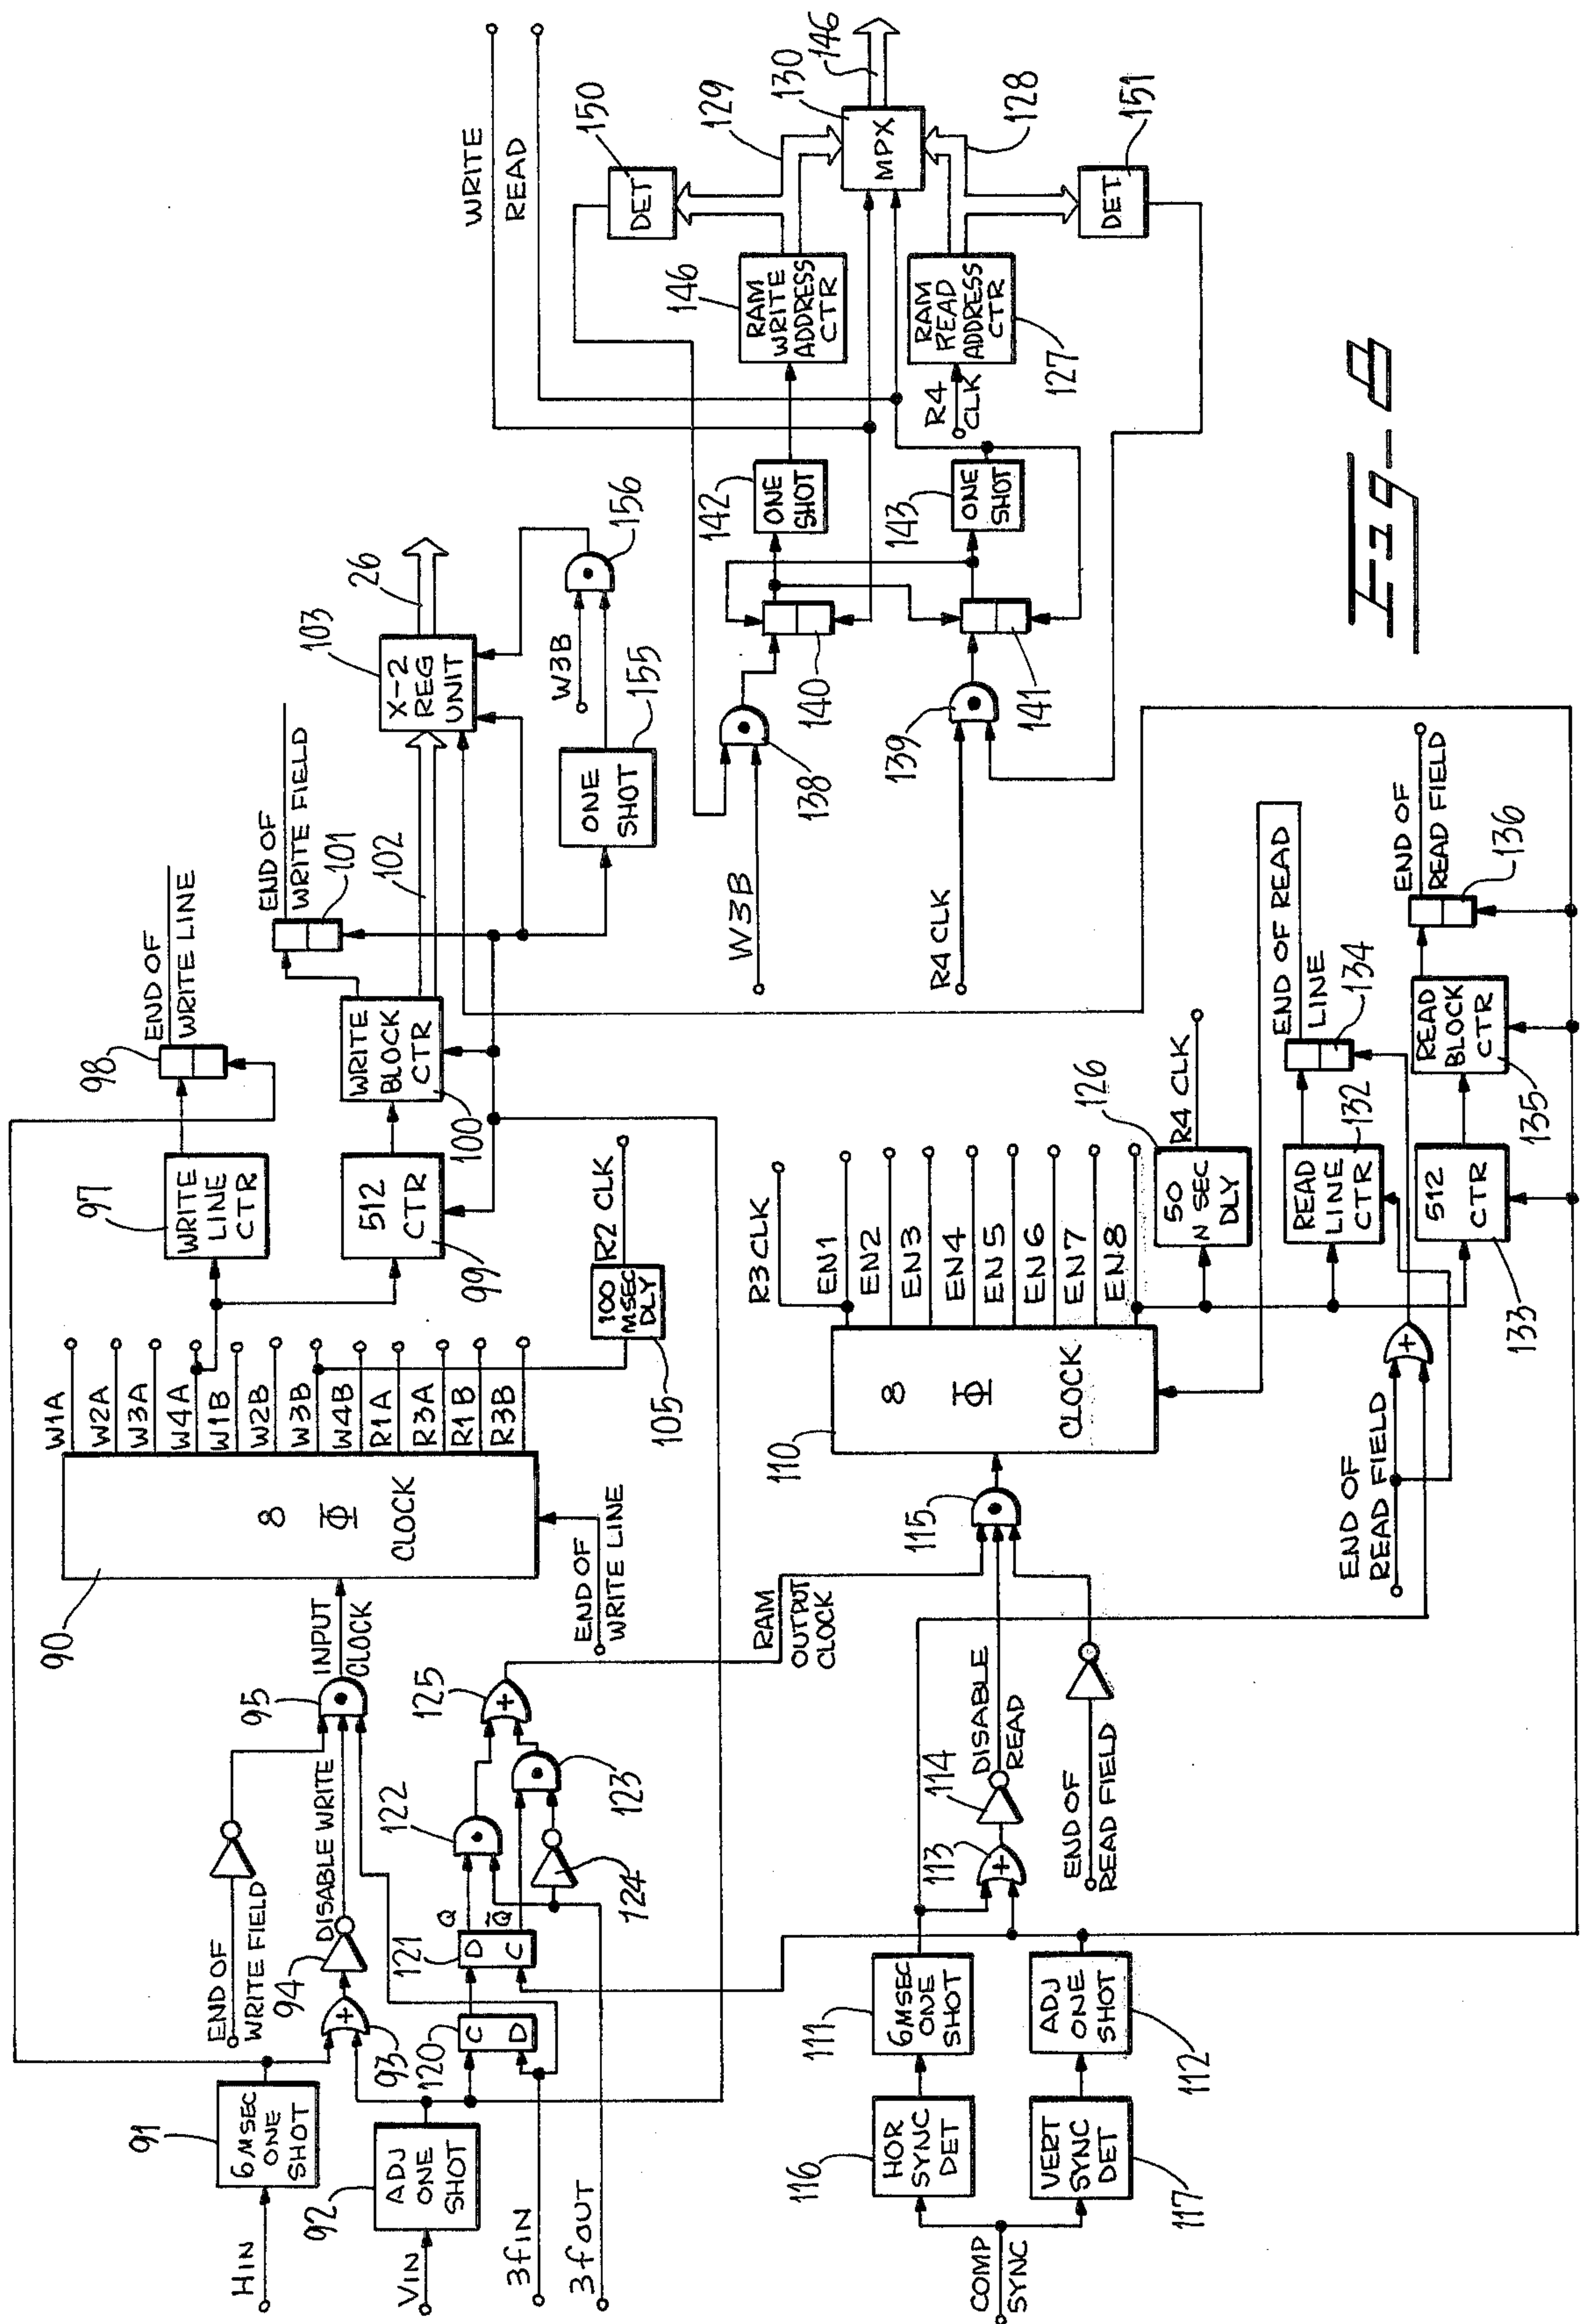 HIN
91
6MSEC
ONE
SHOT
VIN
92
ADJ
ONE
SHOT
3fIN
3fOUT
END OF
WRITE FIELD
94
93
DISABLE WRITE
95
INPUT
CLOCK
90
8
Φ
CLOCK
END OF
WRITE LINE
W1A
W2A
W3A
W4A
W1B
W2B
W3B
W4B
R1A
R3A
R1B
R3B
120
C
D
121
D
C
Q
Q̅
122
123
124
125
RAM
OUTPUT
CLOCK
97
WRITE
LINE
CTR
98
END OF
WRITE LINE
99
512
CTR
100
WRITE
BLOCK
CTR
101
END OF
WRITE FIELD
102
103
X-2
REG
UNIT
26
105
100
MSEC
DLY
R2 CLK
155
ONE
SHOT
W3B
156
COMP
SYNC
116
HOR
SYNC
DET
117
VERT
SYNC
DET
111
6MSEC
ONE
SHOT
112
ADJ
ONE
SHOT
113
114
DISABLE
READ
115
END OF
READ FIELD
110
8
Φ
CLOCK
R3 CLK
EN1
EN2
EN3
EN4
EN5
EN6
EN7
EN8
126
50
N SEC
DLY
R4 CLK
END OF
READ FIELD
132
READ
LINE
CTR
133
512
CTR
134
END OF READ
LINE
135
READ
BLOCK
CTR
136
END OF
READ FIELD
W3B
138
R4 CLK
139
140
141
142
ONE
SHOT
143
ONE
SHOT
146
RAM
WRITE
ADDRESS
CTR
R4
CLK
127
RAM
READ
ADDRESS
CTR
150
DET
151
DET
129
128
130
MPX
146
WRITE
READ
Fig-8